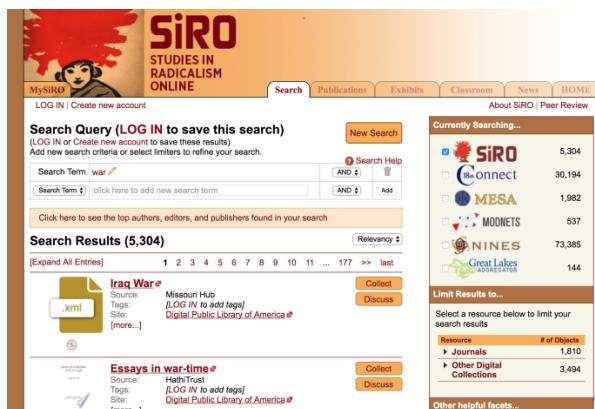 SiRO
STUDIES IN
RADICALISM
ONLINE
MySiRO
Search
Publications
Exhibits
Classroom
News
HOME
LOG IN | Create new account
About SiRO | Peer Review
Search Query (LOG IN to save this search)
(LOG IN or Create new account to save these results)
Add new search criteria or select limiters to refine your search.
New Search
Search Help
Search Term war AND
Search Term click here to add new search term AND Add
Click here to see the top authors, editors, and publishers found in your search
Search Results (5,304)
Relevancy
[Expand All Entries]
1 2 3 4 5 6 7 8 9 10 11 ... 177 >> last
.xml
Iraq War
Source: Missouri Hub
Tags: [LOG IN to add tags]
Site: Digital Public Library of America
[more...]
Collect
Discuss
Essays in war-time
Source: HathiTrust
Tags: [LOG IN to add tags]
Site: Digital Public Library of America
[more...]
Collect
Discuss
Currently Searching...
SiRO 5,304
18th Connect 30,194
MESA 1,982
MODNETS 537
NINES 73,385
Great Lakes AGGREGATOR 144
Limit Results to...
Select a resource below to limit your
search results
Resource # of Objects
Journals 1,810
Other Digital
Collections 3,494
Other helpful facets...